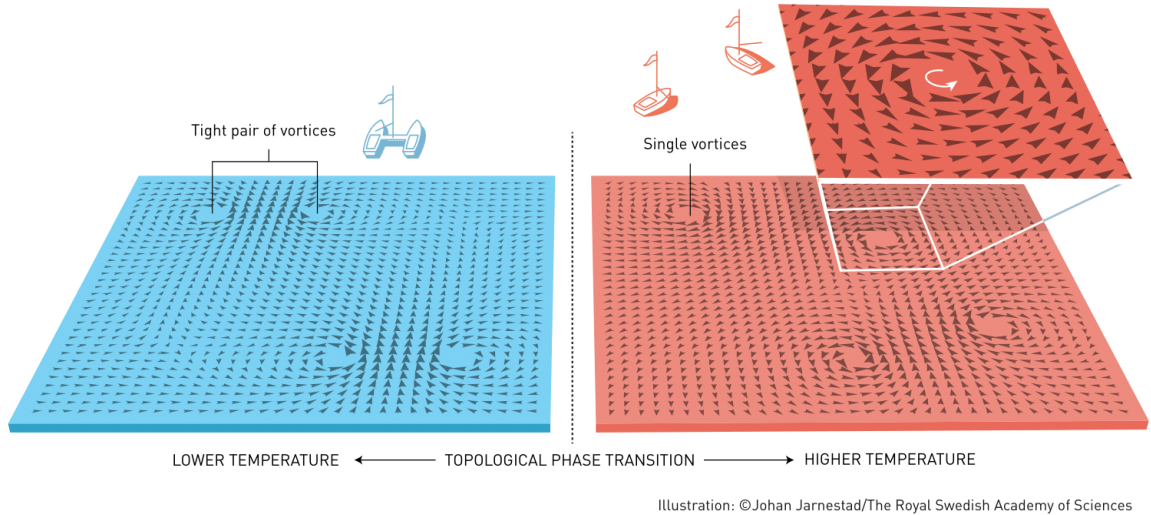 Tight pair of vortices
Single vortices
LOWER TEMPERATURE
TOPOLOGICAL PHASE TRANSITION
HIGHER TEMPERATURE
Illustration: ©Johan Jarnestad/The Royal Swedish Academy of Sciences